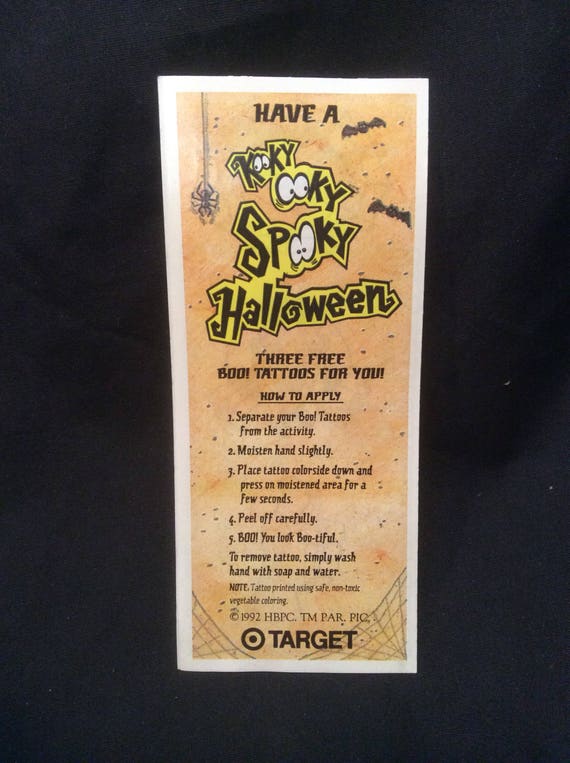 HAVE A
KOOKY
OOKY
SPOOKY
Halloween
THREE FREE
BOO! TATTOOS FOR YOU!
HOW TO APPLY
1. Separate your Boo! Tattoos
from the activity.
2. Moisten hand slightly.
3. Place tattoo colorside down and
press on moistened area for a
few seconds.
4. Peel off carefully.
5. BOO! You look Boo-tiful.
To remove tattoo, simply wash
hand with soap and water.
NOTE: Tattoo printed using safe, non-toxic
vegetable coloring.
© 1992 HBPC. TM PAR. PIC.
TARGET